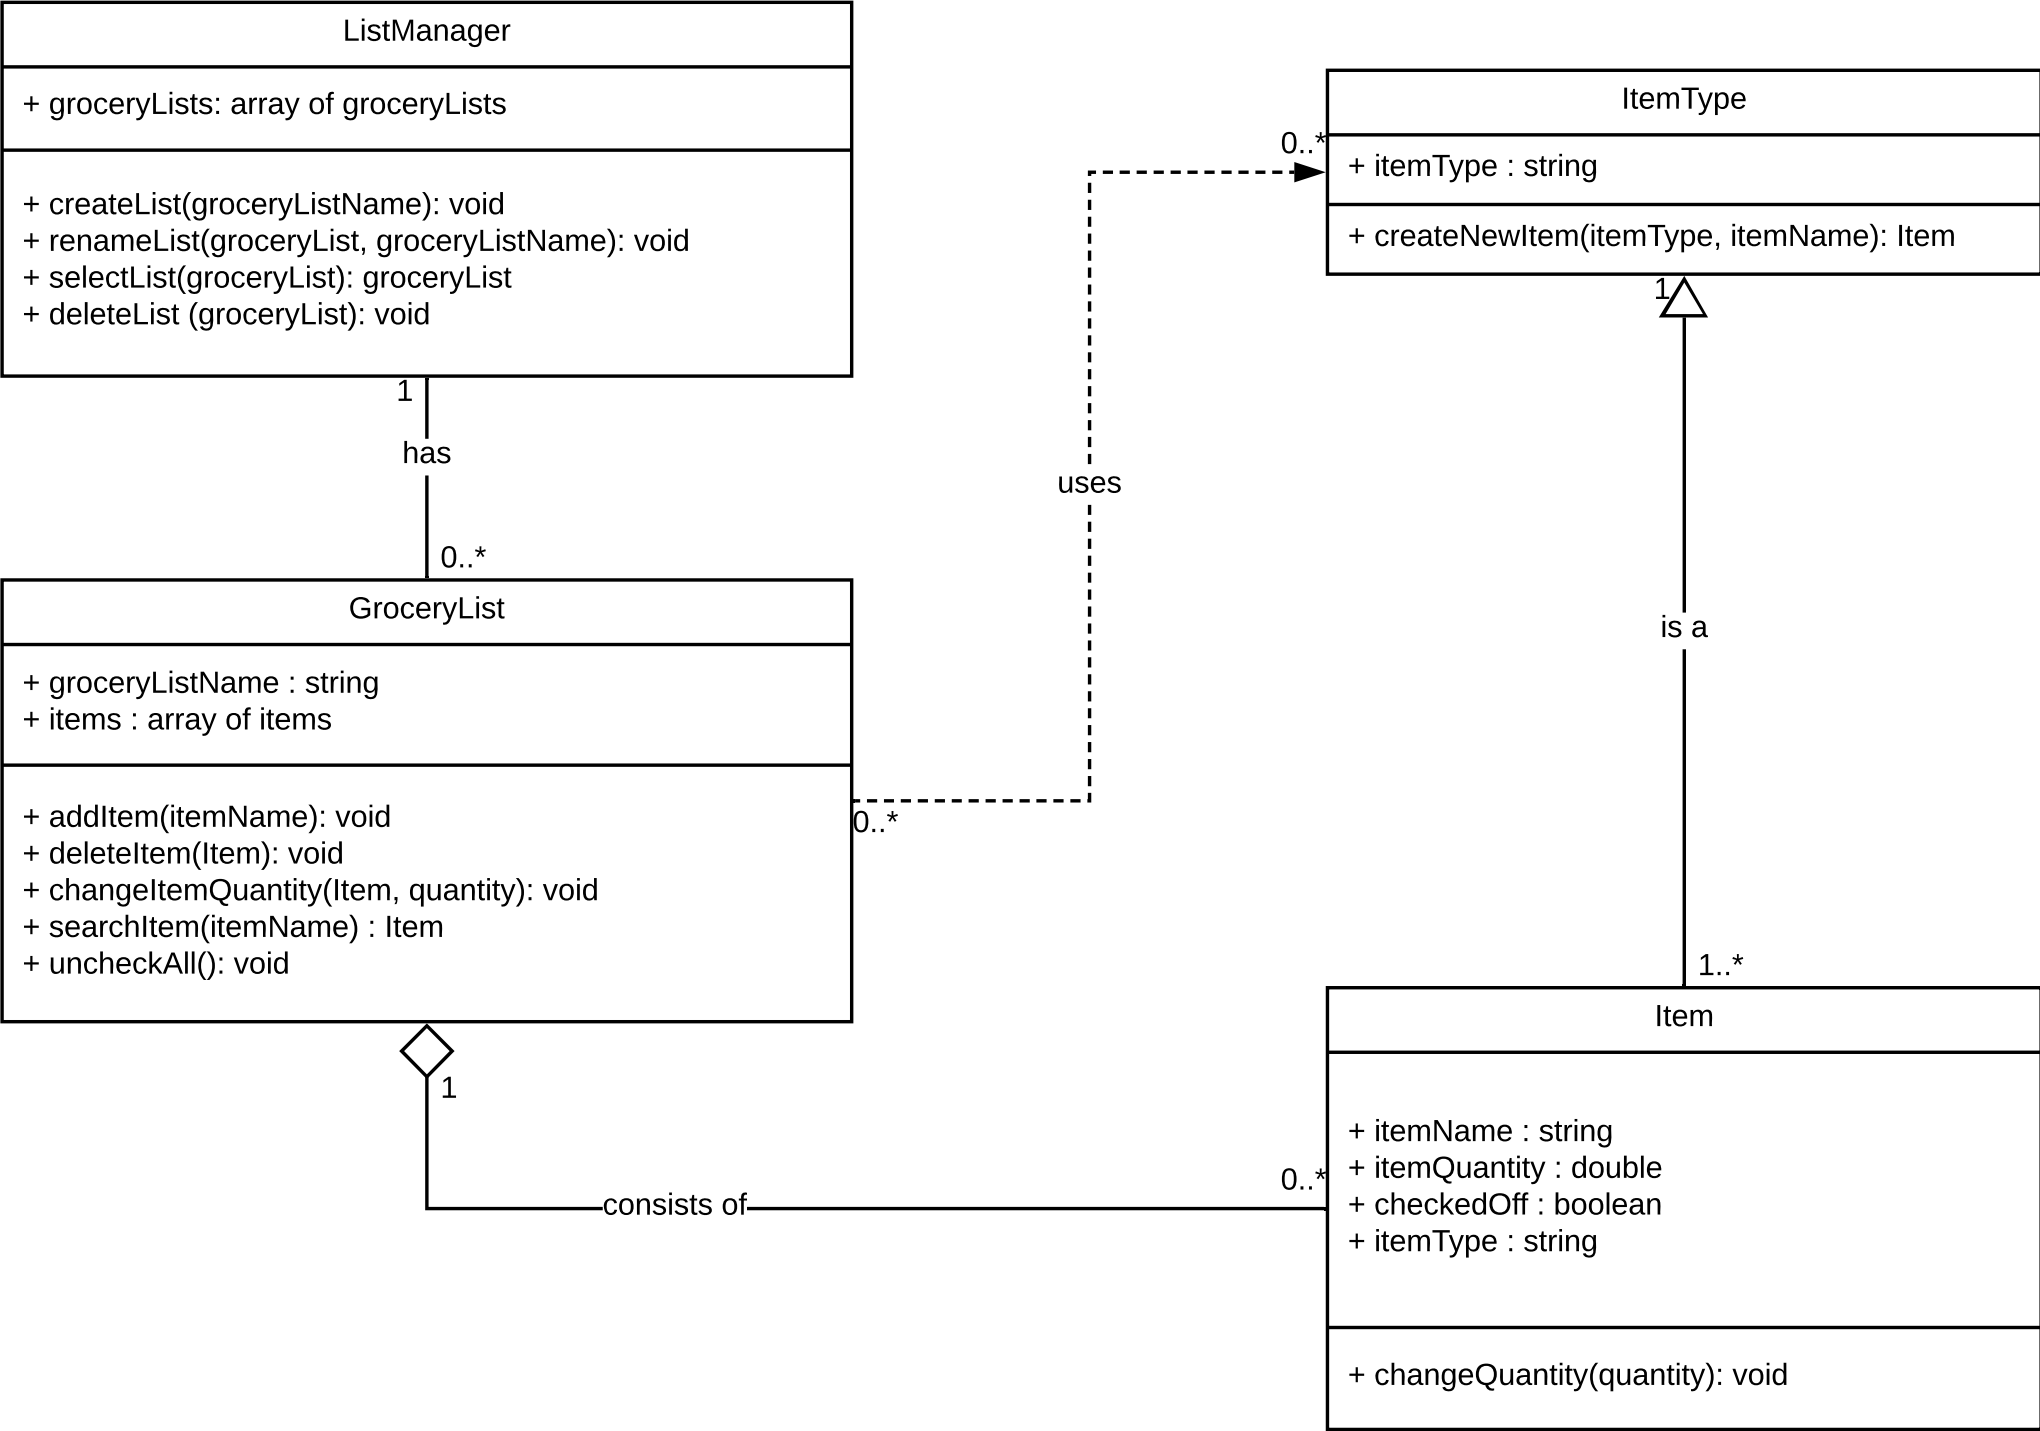 ListManager
+ groceryLists: array of groceryLists
+ createList(groceryListName): void
+ renameList(groceryList, groceryListName): void
+ selectList(groceryList): groceryList
+ deleteList (groceryList): void
1
has
0..*
GroceryList
+ groceryListName : string
+ items : array of items
+ addItem(itemName): void
+ deleteItem(Item): void
+ changeItemQuantity(Item, quantity): void
+ searchItem(itemName) : Item
+ uncheckAll(): void
0..*
uses
0..*
ItemType
+ itemType : string
+ createNewItem(itemType, itemName): Item
1
is a
1..*
1
consists of
0..*
Item
+ itemName : string
+ itemQuantity : double
+ checkedOff : boolean
+ itemType : string
+ changeQuantity(quantity): void